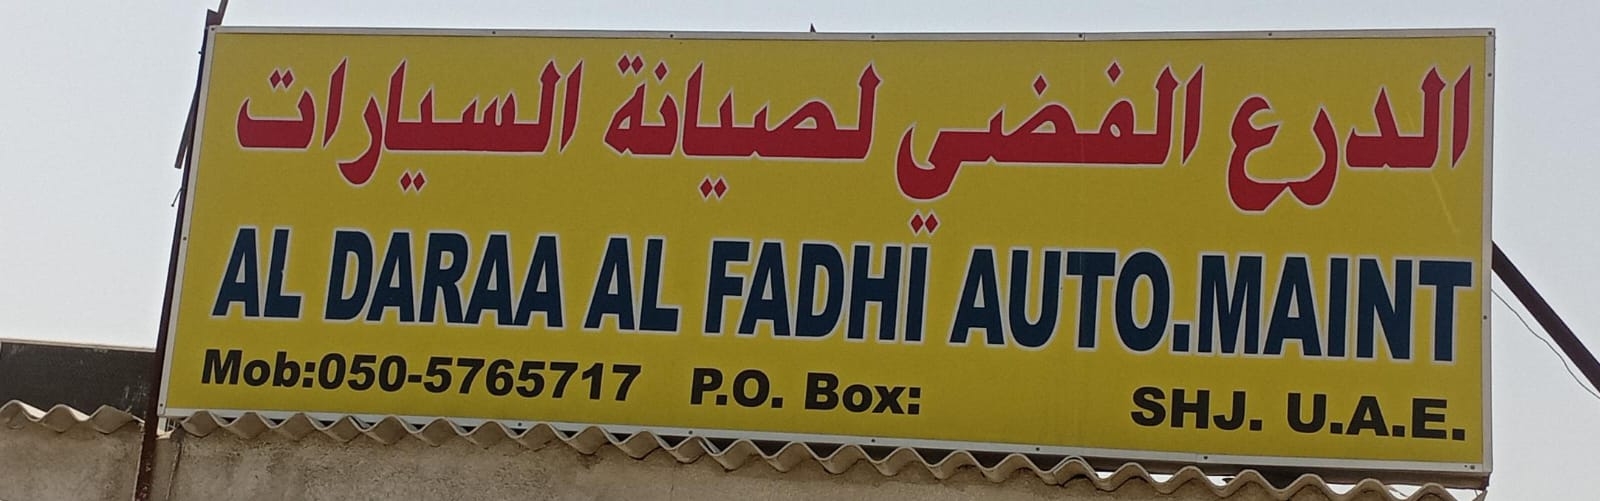 الدرع الفضي لصيانة السيارات
AL DARAA AL FADHI AUTO.MAINT
Mob:050-5765717 P.O. Box: SHJ. U.A.E.